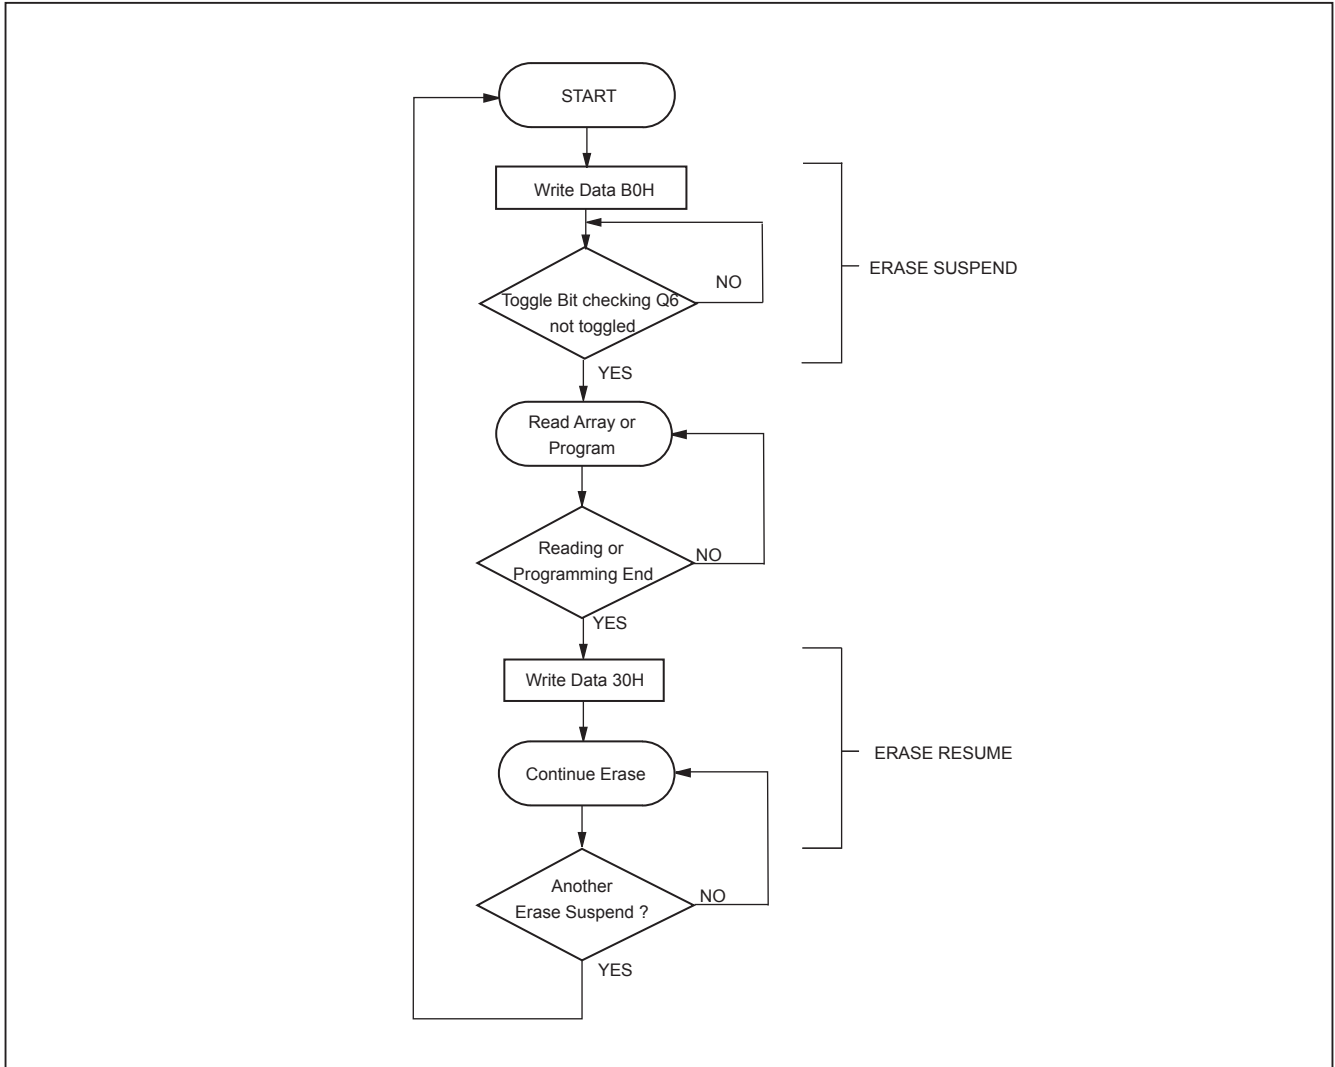 START
Write Data B0H
ERASE SUSPEND
NO
Toggle Bit checking Q6
not toggled
YES
Read Array or
Program
Reading or
NO
Programming End
YES
Write Data 30H
ERASE RESUME
Continue Erase
Another
NO
Erase Suspend ?
YES